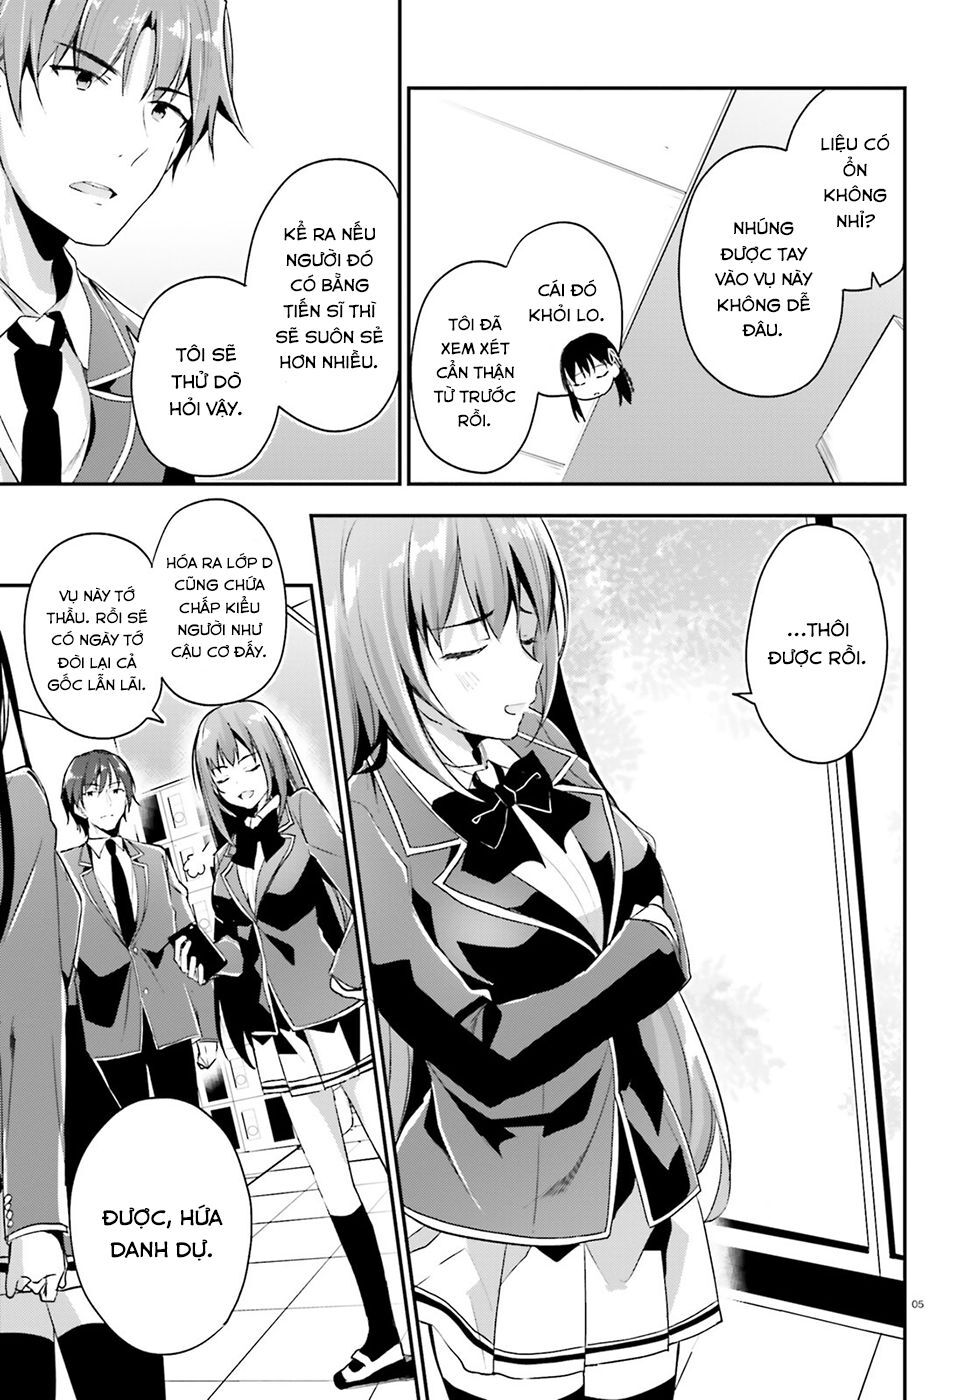 LIỆU CÓ
ỔN
KHÔNG
NHỈ?
NHÚNG
ĐƯỢC TAY
VÀO VỤ NÀY
KHÔNG DỄ
ĐÂU.
CÁI ĐÓ
KHỎI LO.
TÔI ĐÃ
XEM XÉT
CẨN THẬN
TỪ TRƯỚC
RỒI.
KỂ RA NẾU
NGƯỜI ĐÓ
CÓ BẰNG
TIẾN SĨ THÌ
SẼ SUÔN SẺ
HƠN NHIỀU.
TÔI SẼ
THỬ DÒ
HỎI VẬY.
...THÔI
ĐƯỢC RỒI.
HÓA RA LỚP D
CŨNG CHỨA
CHẤP KIỂU
NGƯỜI NHƯ
CẬU CƠ ĐẤY.
VỤ NÀY TỚ
THẦU. RỒI SẼ
CÓ NGÀY TỚ
ĐÒI LẠI CẢ
GỐC LẪN LÃI.
ĐƯỢC, HỨA
DANH DỰ.
05